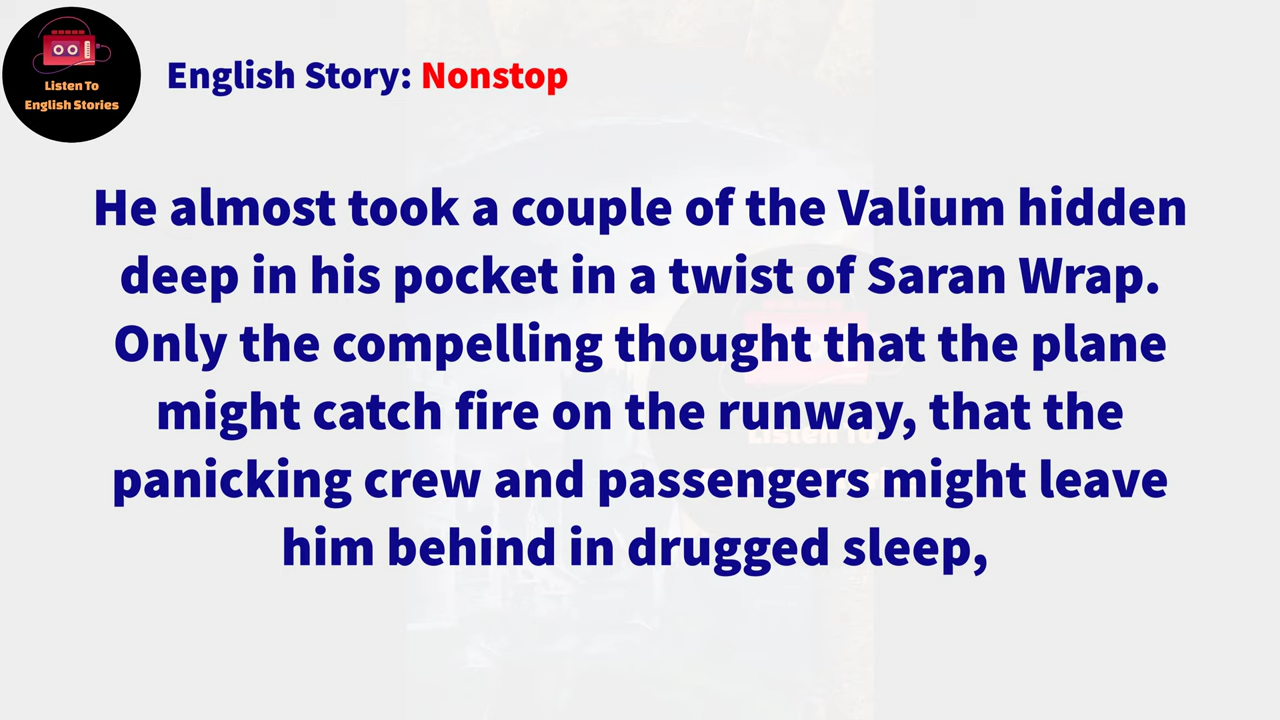 Listen To
English Stories
English Story: Nonstop
He almost took a couple of the Valium hidden
deep in his pocket in a twist of Saran Wrap.
Only the compelling thought that the plane
might catch fire on the runway, that the
panicking crew and passengers might leave
him behind in drugged sleep,
Listen To